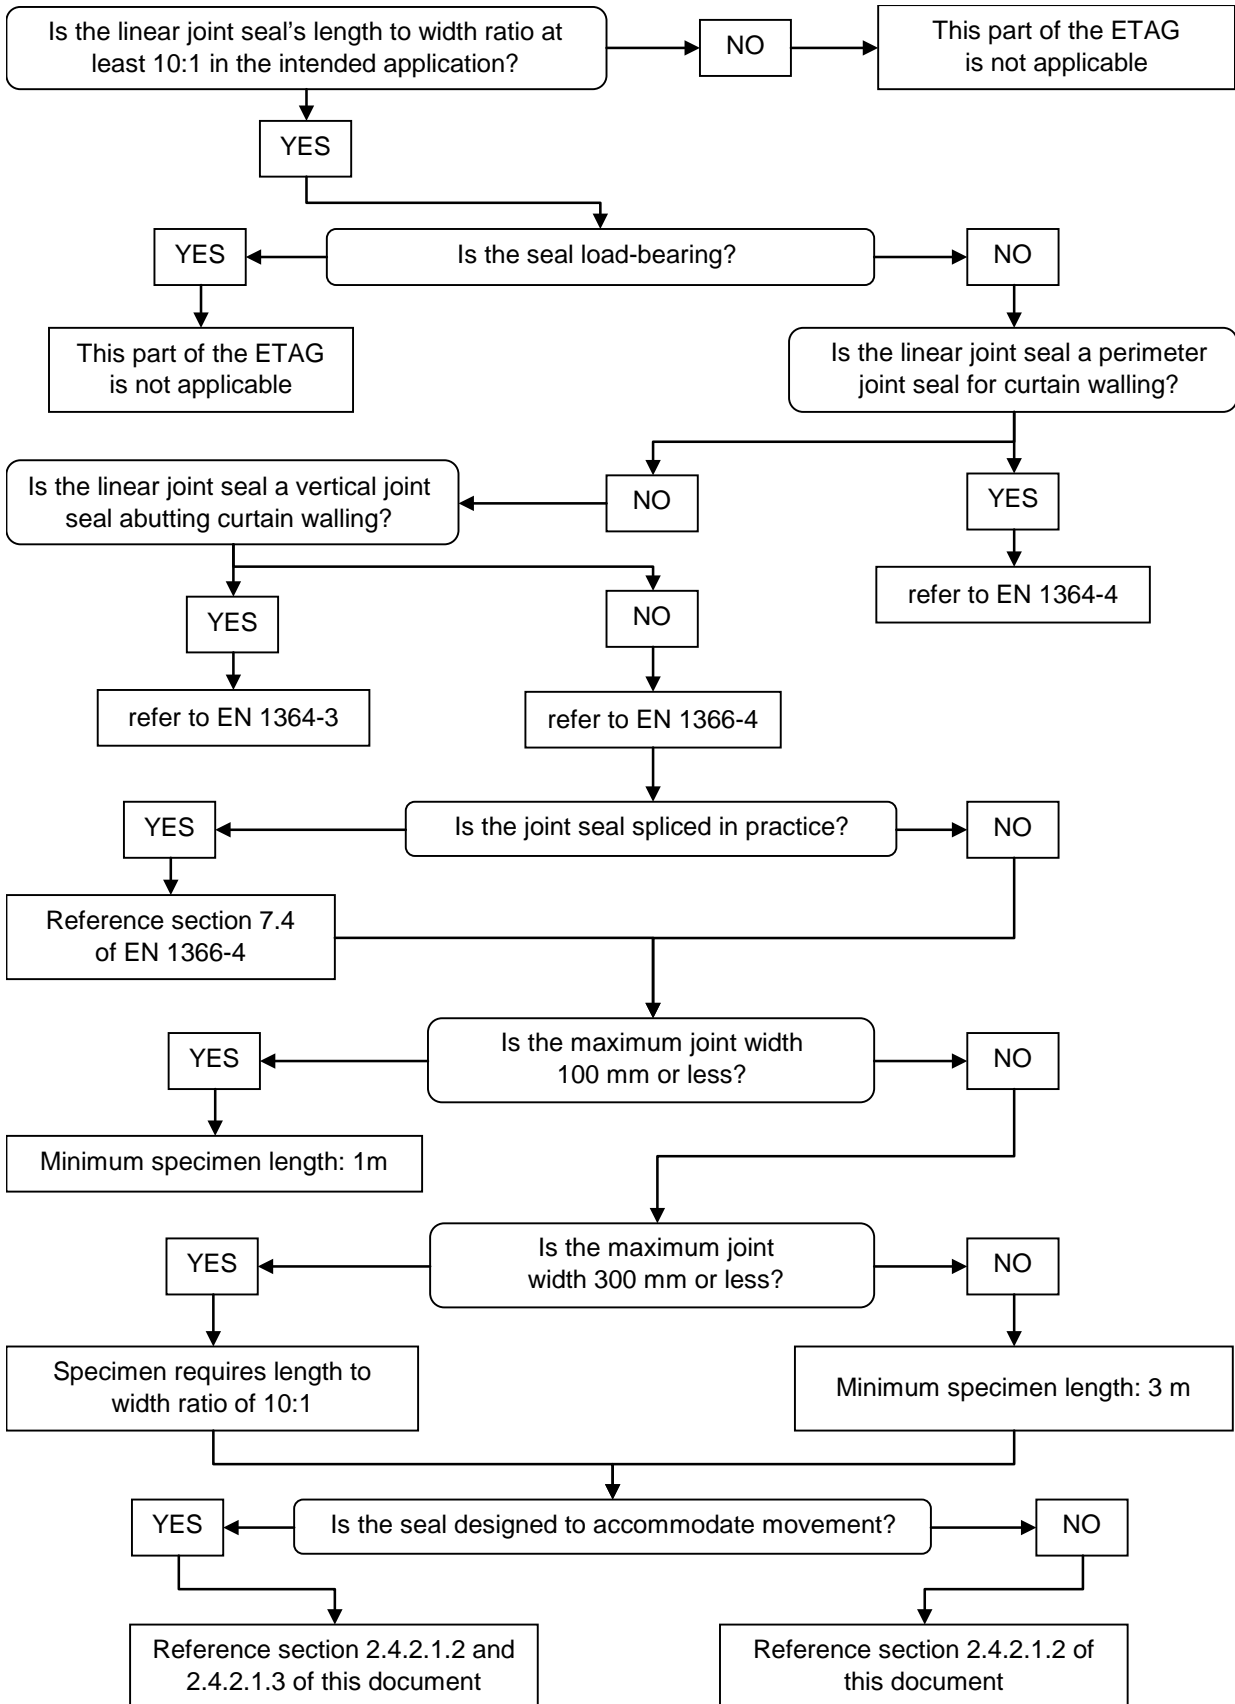 Is the linear joint seal's length to width ratio at
least 10:1 in the intended application?
NO
This part of the ETAG
is not applicable
YES
YES
Is the seal load-bearing?
NO
This part of the ETAG
is not applicable
Is the linear joint seal a perimeter
joint seal for curtain walling?
Is the linear joint seal a vertical joint
seal abutting curtain walling?
NO
YES
YES
NO
refer to EN 1364-4
refer to EN 1364-3
refer to EN 1366-4
YES
Is the joint seal spliced in practice?
NO
Reference section 7.4
of EN 1366-4
YES
Is the maximum joint width
100 mm or less?
NO
Minimum specimen length: 1m
YES
Is the maximum joint
width 300 mm or less?
NO
Specimen requires length to
width ratio of 10:1
Minimum specimen length: 3 m
YES
Is the seal designed to accommodate movement?
NO
Reference section 2.4.2.1.2 and
2.4.2.1.3 of this document
Reference section 2.4.2.1.2 of
this document